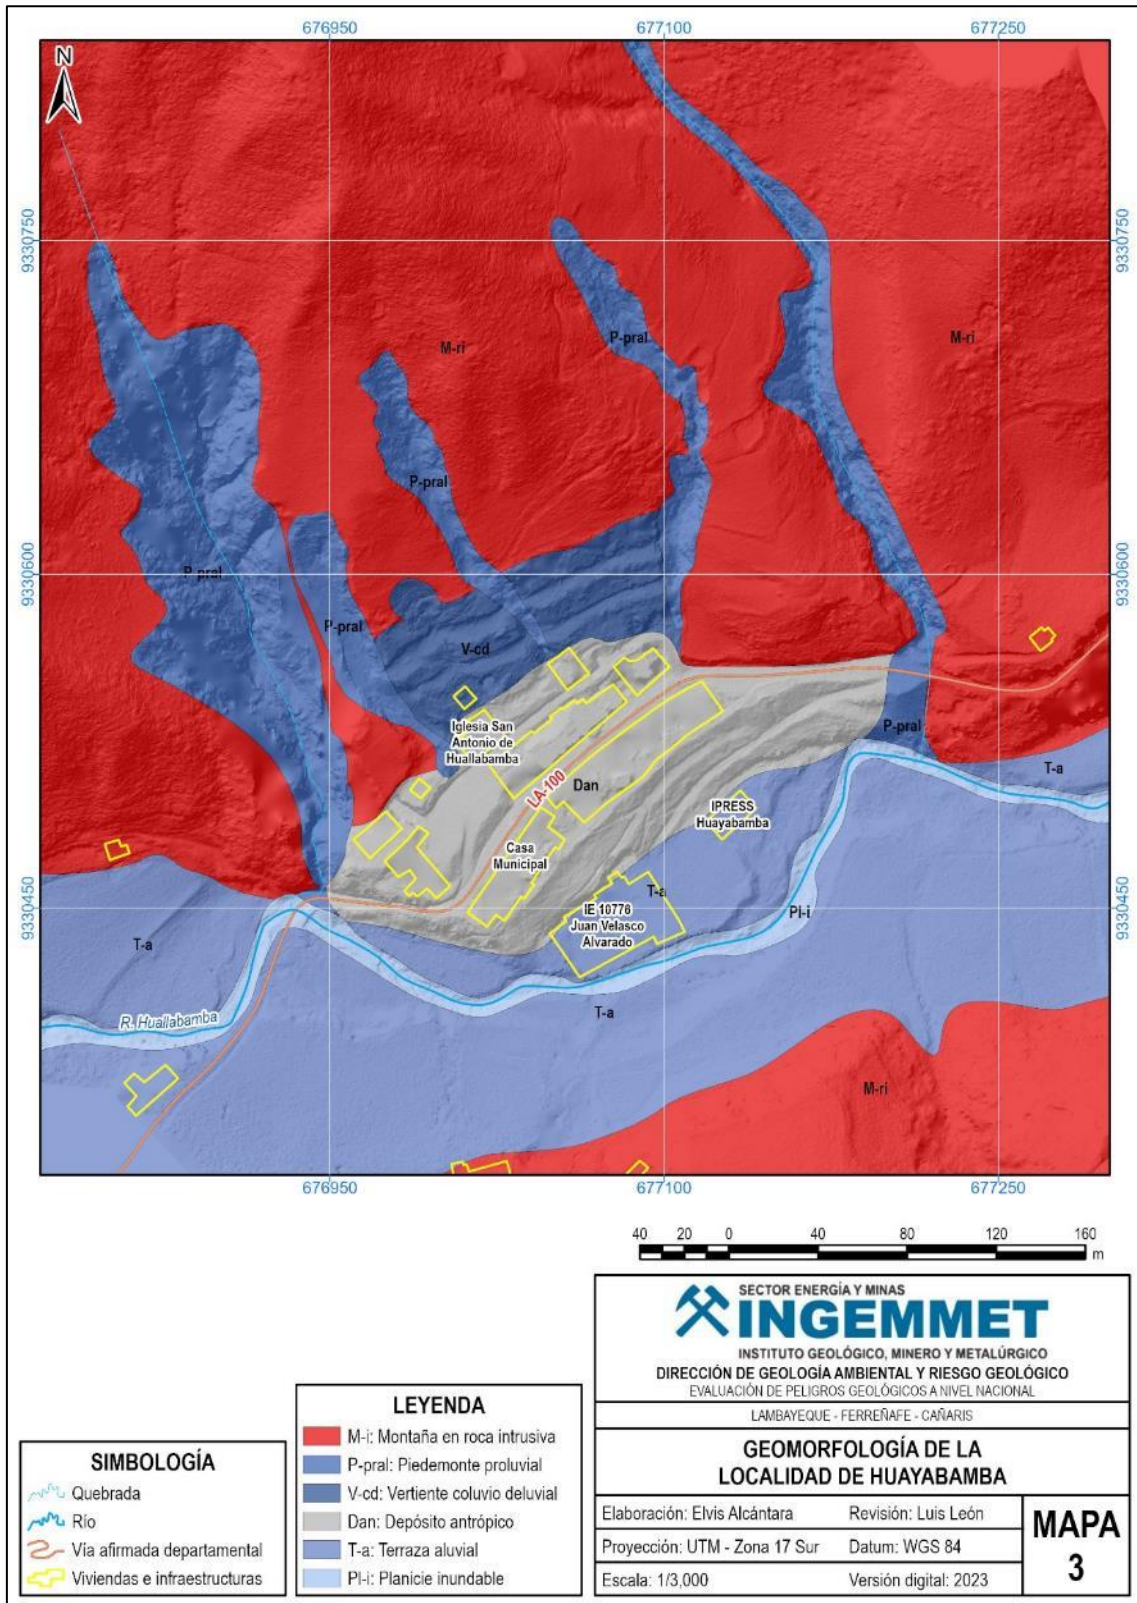 676950 677100 677250
N
9330750 9330750
M-ri P-pral M-ri
P-pral
9330600 9330600
P-pral
P-pral
V-cd
Iglesia San
Antonio de
Huallabamba
P-pral
T-a
LA-100
Dan
IPRESS
Huayabamba
Casa
Municipal
T-a
IE 10776
Juan Velasco
Alvarado
Pl-i
9330450 9330450
T-a
T-a
R. Huallabamba
M-ri
676950 677100 677250
40 20 0 40 80 120 160
m
SECTOR ENERGÍA Y MINAS
INGEMMET
INSTITUTO GEOLÓGICO, MINERO Y METALÚRGICO
DIRECCIÓN DE GEOLOGÍA AMBIENTAL Y RIESGO GEOLÓGICO
EVALUACIÓN DE PELIGROS GEOLÓGICOS A NIVEL NACIONAL
LAMBAYEQUE - FERREÑAFE - CAÑARIS
GEOMORFOLOGÍA DE LA
LOCALIDAD DE HUAYABAMBA
Elaboración: Elvis Alcántara Revisión: Luis León
Proyección: UTM - Zona 17 Sur Datum: WGS 84
Escala: 1/3,000 Versión digital: 2023
MAPA
3
LEYENDA
M-i: Montaña en roca intrusiva
P-pral: Piedemonte proluvial
V-cd: Vertiente coluvio deluvial
Dan: Depósito antrópico
T-a: Terraza aluvial
Pl-i: Planicie inundable
SIMBOLOGÍA
Quebrada
Río
Vía afirmada departamental
Viviendas e infraestructuras